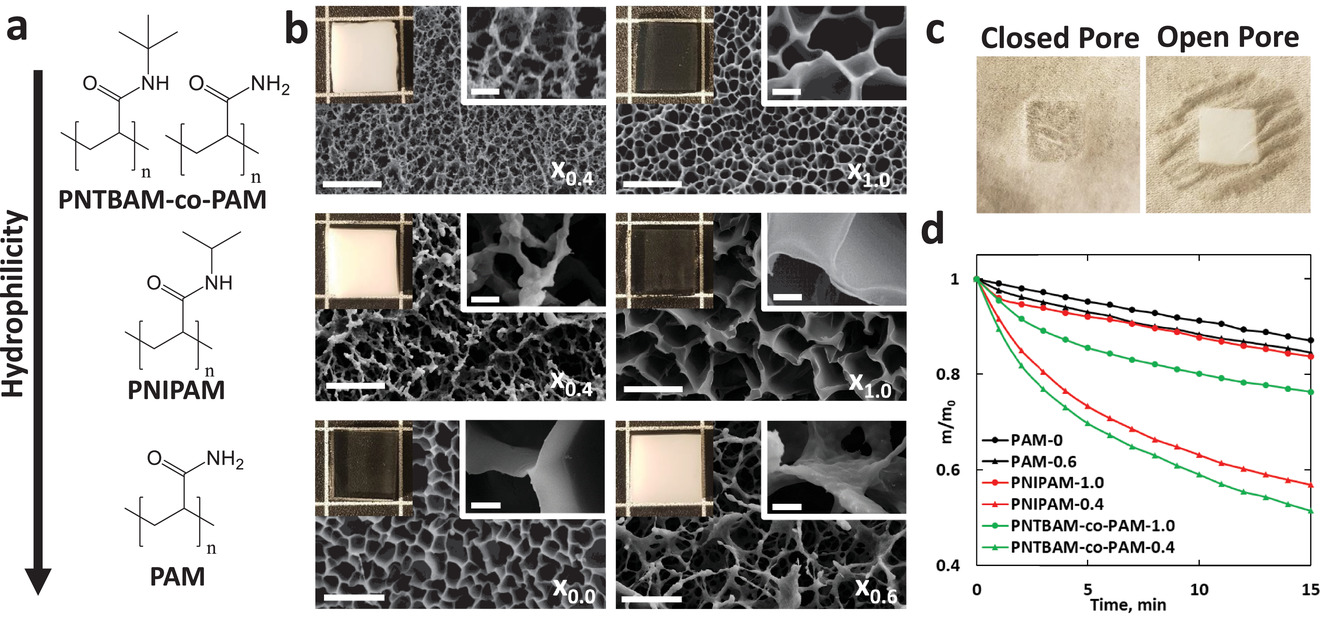 a
Hydrophilicity
O
NH
O
NH2
n
n
PNTBAM-co-PAM
O
NH
n
PNIPAM
O
NH2
n
PAM
b
X0.4
X1.0
X0.4
X1.0
X0.0
X0.6
c
Closed Pore
Open Pore
d
m/m0
1
0.8
0.6
0.4
PAM-0
PAM-0.6
PNIPAM-1.0
PNIPAM-0.4
PNTBAM-co-PAM-1.0
PNTBAM-co-PAM-0.4
0
5
10
15
Time, min